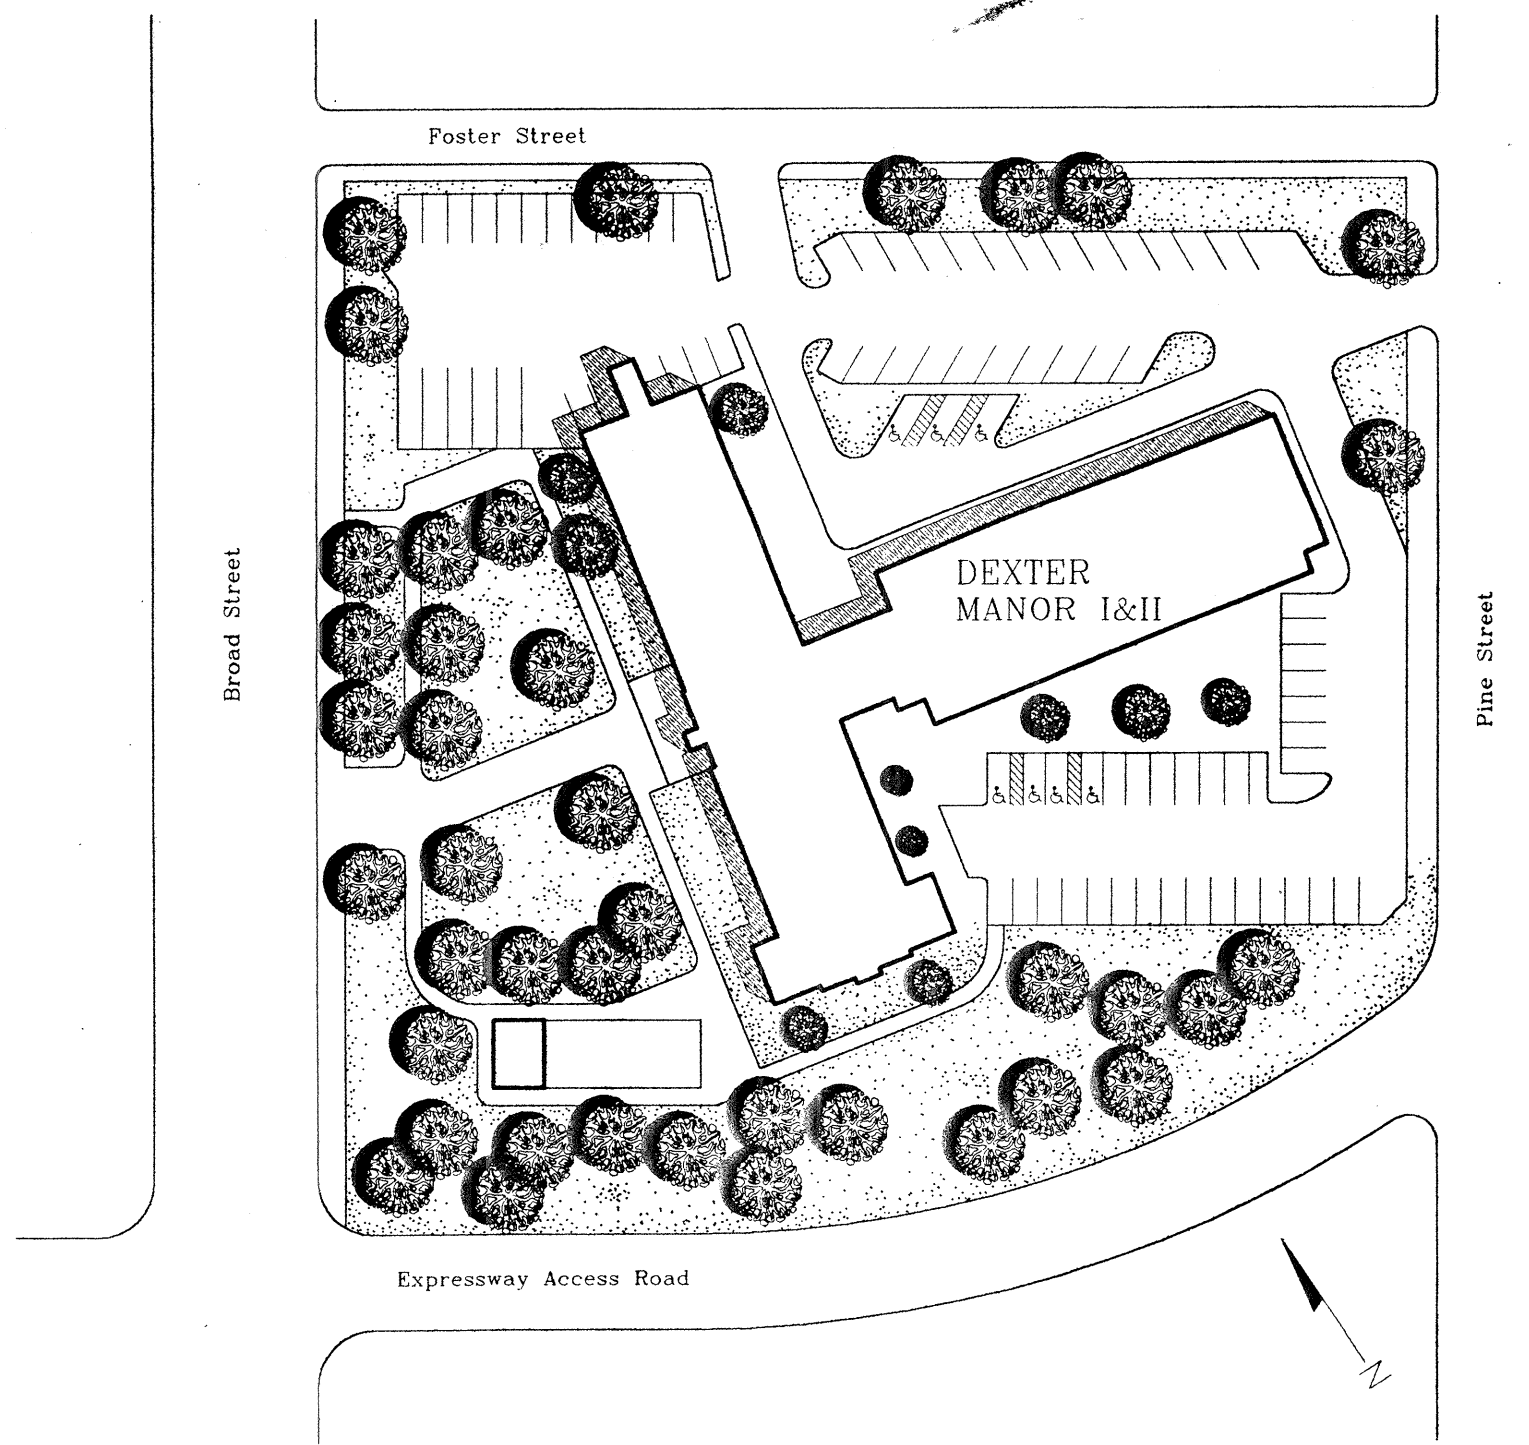 Foster Street
Broad Street
DEXTER
MANOR I&II
Pine Street
Expressway Access Road
N